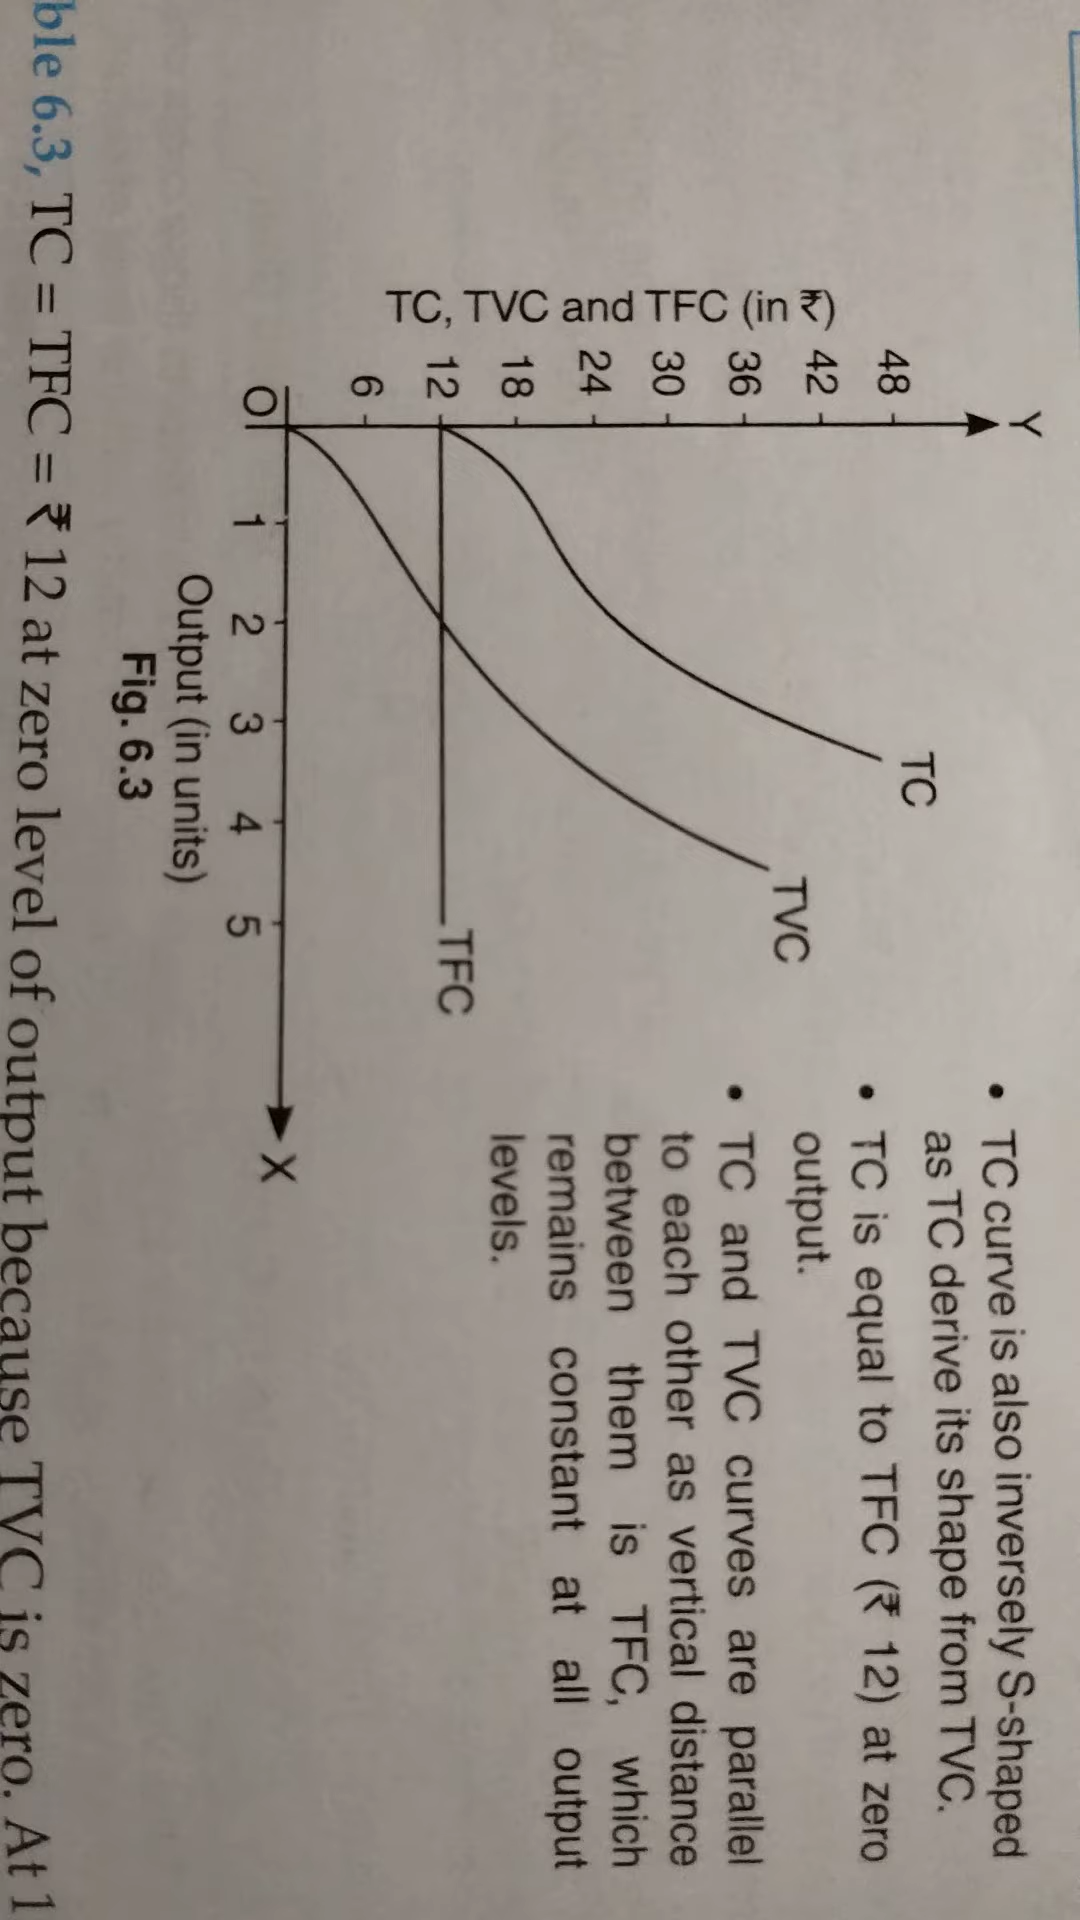 Y
48
42
36
30
24
18
12
6
O
TC, TVC and TFC (in ₹)
TC
TVC
TFC
1 2 3 4 5
X
Output (in units)
Fig. 6.3
• TC curve is also inversely S-shaped
as TC derive its shape from TVC.
• TC is equal to TFC (₹ 12) at zero
output.
• TC and TVC curves are parallel
to each other as vertical distance
between them is TFC, which
remains constant at all output
levels.
ble 6.3, TC = TFC = ₹ 12 at zero level of output because TVC is zero. At 1